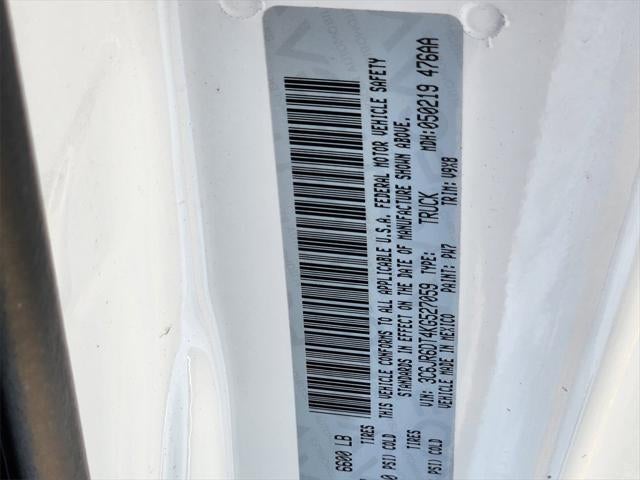 6600 LB
TIRES
THIS VEHICLE CONFORMS TO ALL APPLICABLE U.S.A. FEDERAL MOTOR VEHICLE SAFETY
PSI) COLD STANDARDS IN EFFECT ON THE DATE OF MANUFACTURE SHOWN ABOVE.
TIRES VIN: 3C6JR6DT4KG527059 TYPE: TRUCK MDH: 050219 476AA
PSI) COLD VEHICLE MADE IN MEXICO PAINT: PW7 TRIM: V9X8